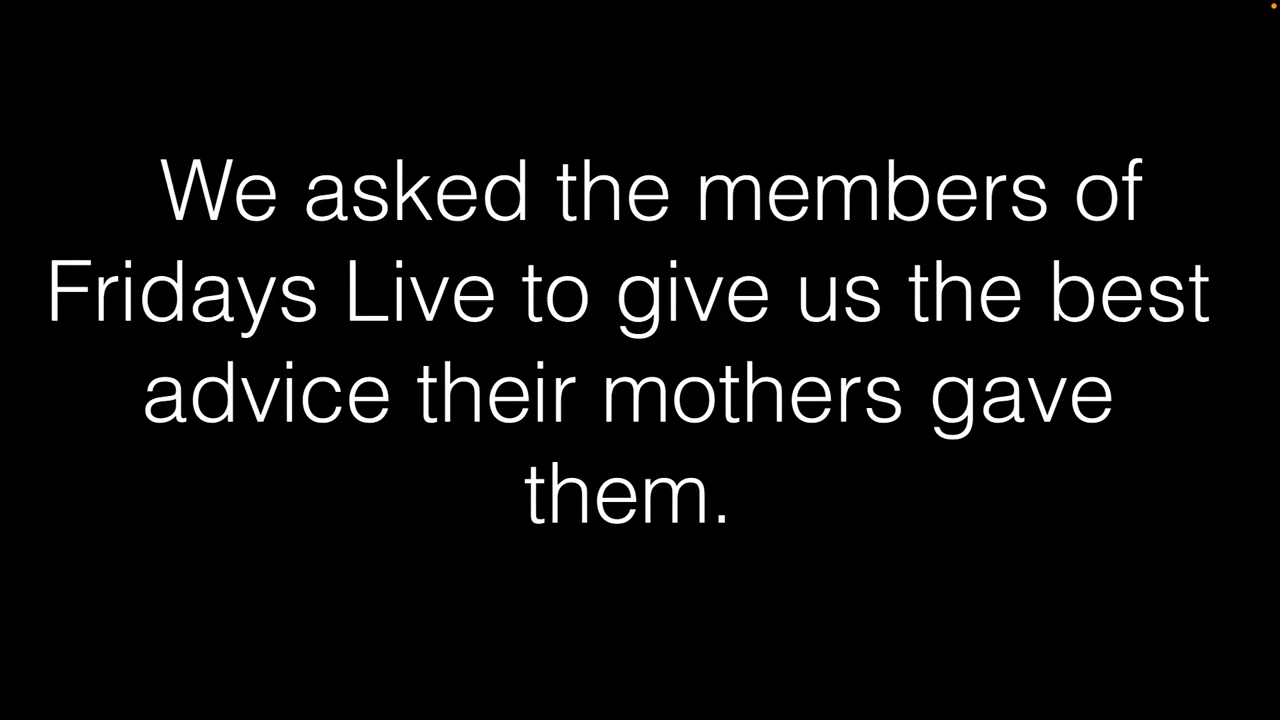 We asked the members of
Fridays Live to give us the best
advice their mothers gave
them.